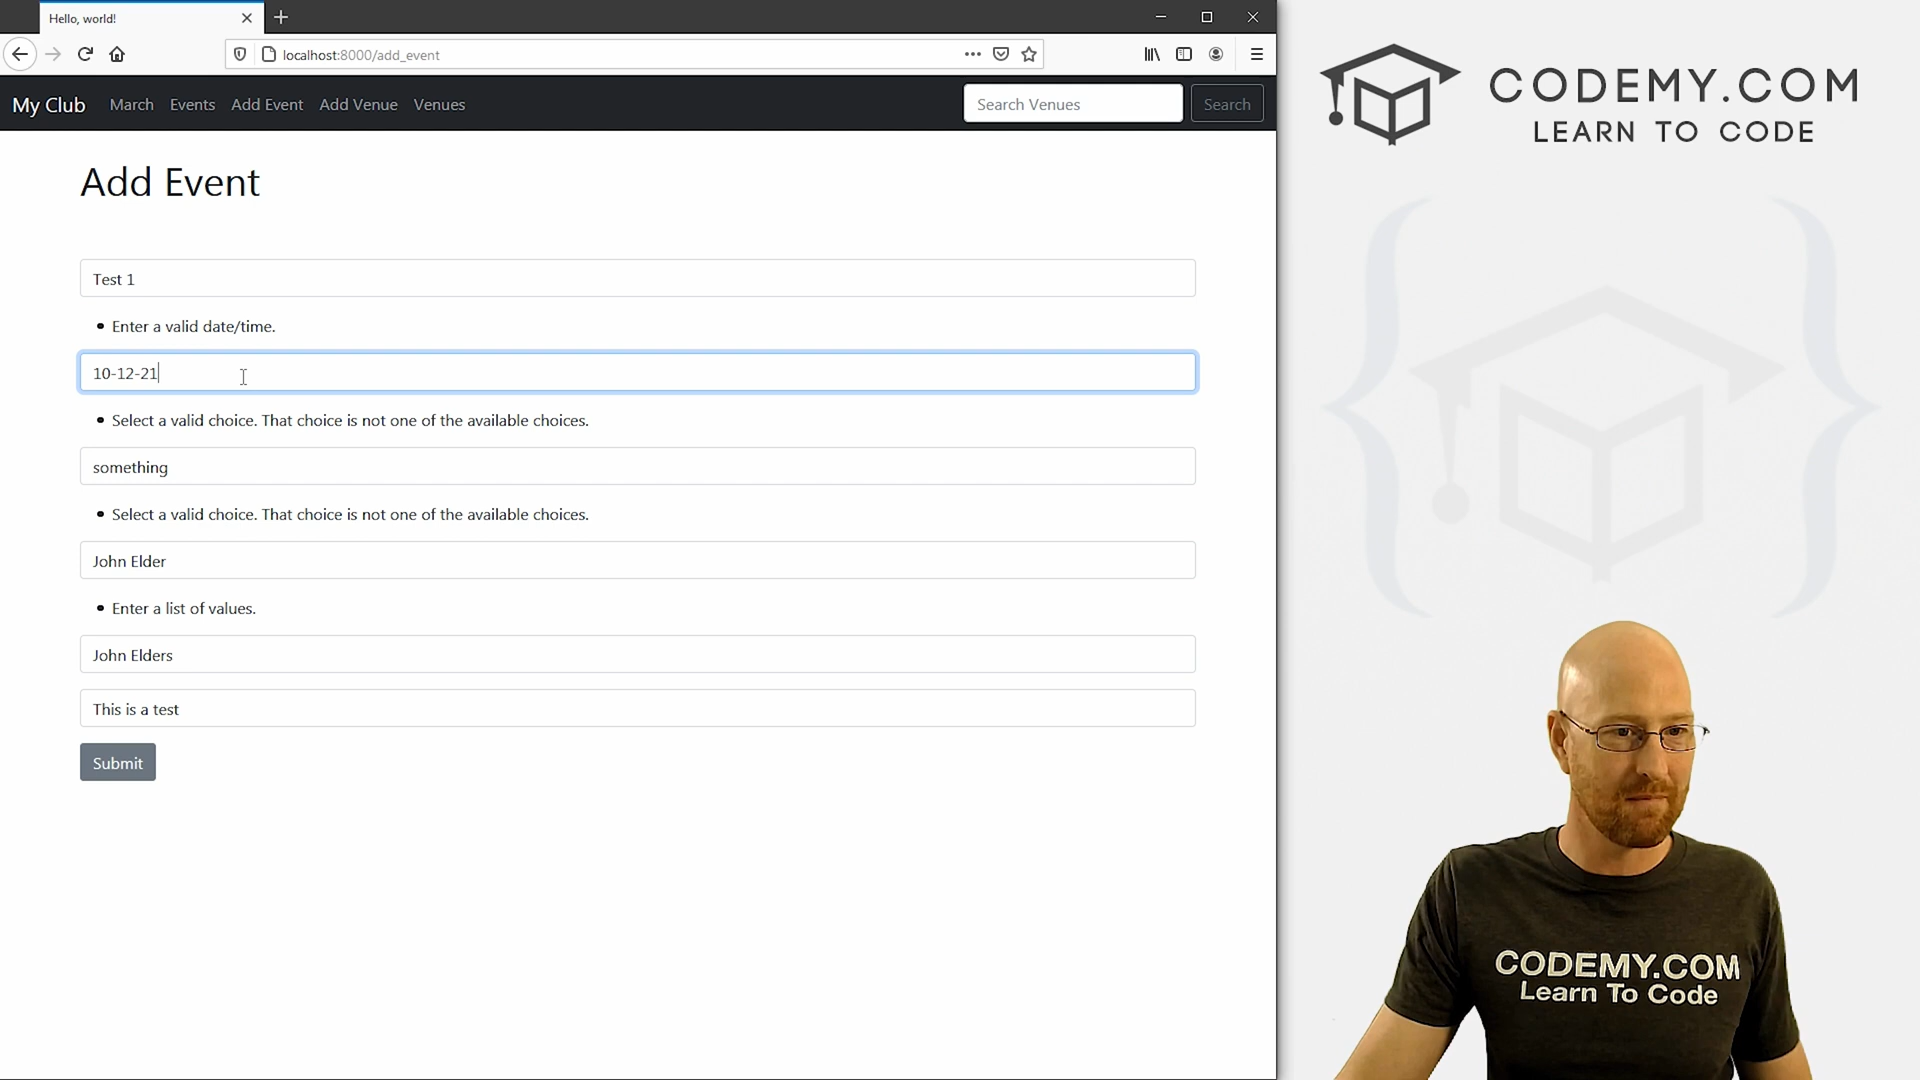 Hello, world!
localhost:8000/add_event
My Club
March
Events
Add Event
Add Venue
Venues
Search Venues
Search
CODEMY.COM
LEARN TO CODE
Add Event
Test 1
Enter a valid date/time.
10-12-21
Select a valid choice. That choice is not one of the available choices.
something
Select a valid choice. That choice is not one of the available choices.
John Elder
Enter a list of values.
John Elders
This is a test
Submit
CODEMY.COM
Learn To Code